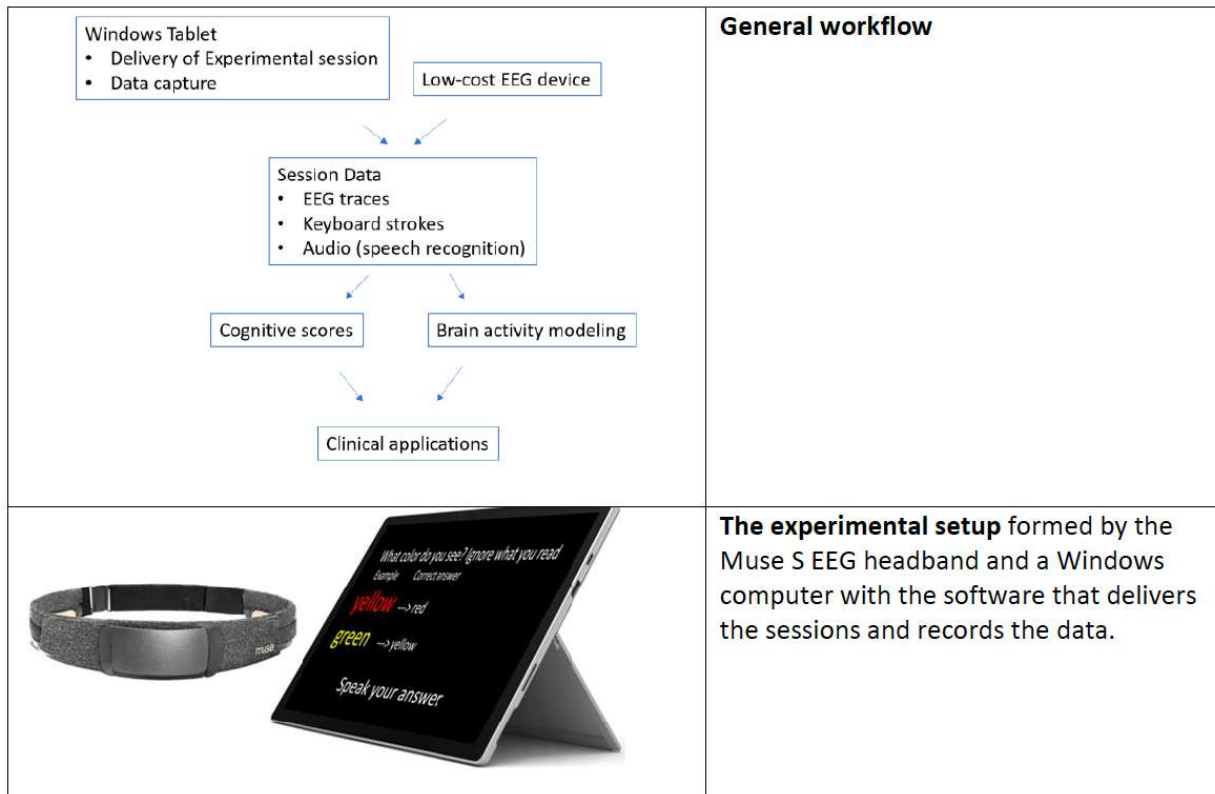 Windows Tablet
• Delivery of Experimental session
• Data capture
Low-cost EEG device
Session Data
• EEG traces
• Keyboard strokes
• Audio (speech recognition)
Cognitive scores
Brain activity modeling
Clinical applications
General workflow
muse
What color do you see? Ignore what you read
Example Correct answer
yellow --> red
green --> yellow
Speak your answer
The experimental setup formed by the
Muse S EEG headband and a Windows
computer with the software that delivers
the sessions and records the data.